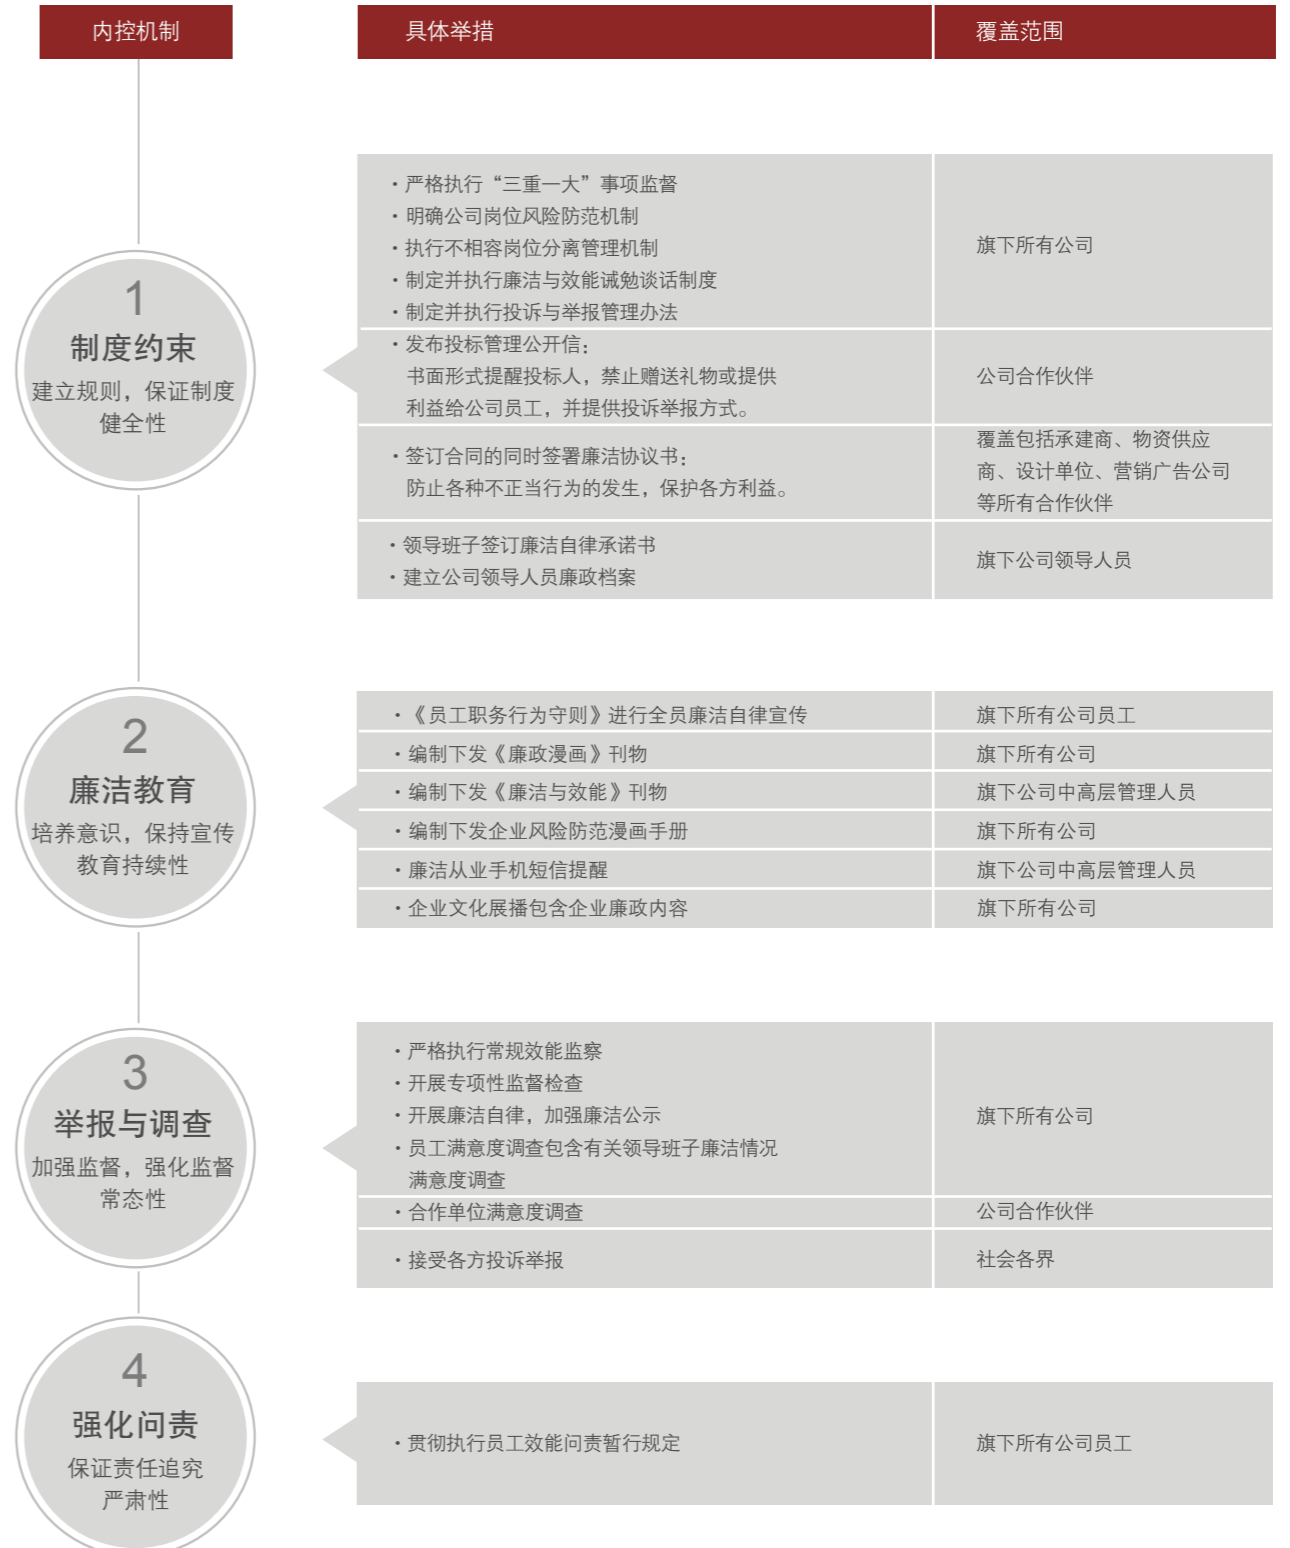 内控机制
具体举措
覆盖范围
1
制度约束
建立规则，保证制度
健全性
·严格执行“三重一大”事项监督
·明确公司岗位风险防范机制
·执行不相容岗位分离管理机制
·制定并执行廉洁与效能诫勉谈话制度
·制定并执行投诉与举报管理办法
旗下所有公司
·发布投标管理公开信：
书面形式提醒投标人，禁止赠送礼物或提供
利益给公司员工，并提供投诉举报方式。
公司合作伙伴
·签订合同的同时签署廉洁协议书：
防止各种不正当行为的发生，保护各方利益。
覆盖包括承建商、物资供应
商、设计单位、营销广告公司
等所有合作伙伴
·领导班子签订廉洁自律承诺书
·建立公司领导人员廉政档案
旗下公司领导人员
2
廉洁教育
培养意识，保持宣传
教育持续性
·《员工职务行为守则》进行全员廉洁自律宣传
旗下所有公司员工
·编制下发《廉政漫画》刊物
旗下所有公司
·编制下发《廉洁与效能》刊物
旗下公司中高层管理人员
·编制下发企业风险防范漫画手册
旗下所有公司
·廉洁从业手机短信提醒
旗下公司中高层管理人员
·企业文化展播包含企业廉政内容
旗下所有公司
3
举报与调查
加强监督，强化监督
常态性
·严格执行常规效能监察
·开展专项性监督检查
·开展廉洁自律，加强廉洁公示
·员工满意度调查包含有关领导班子廉洁情况
满意度调查
旗下所有公司
·合作单位满意度调查
公司合作伙伴
·接受各方投诉举报
社会各界
4
强化问责
保证责任追究
严肃性
·贯彻执行员工效能问责暂行规定
旗下所有公司员工